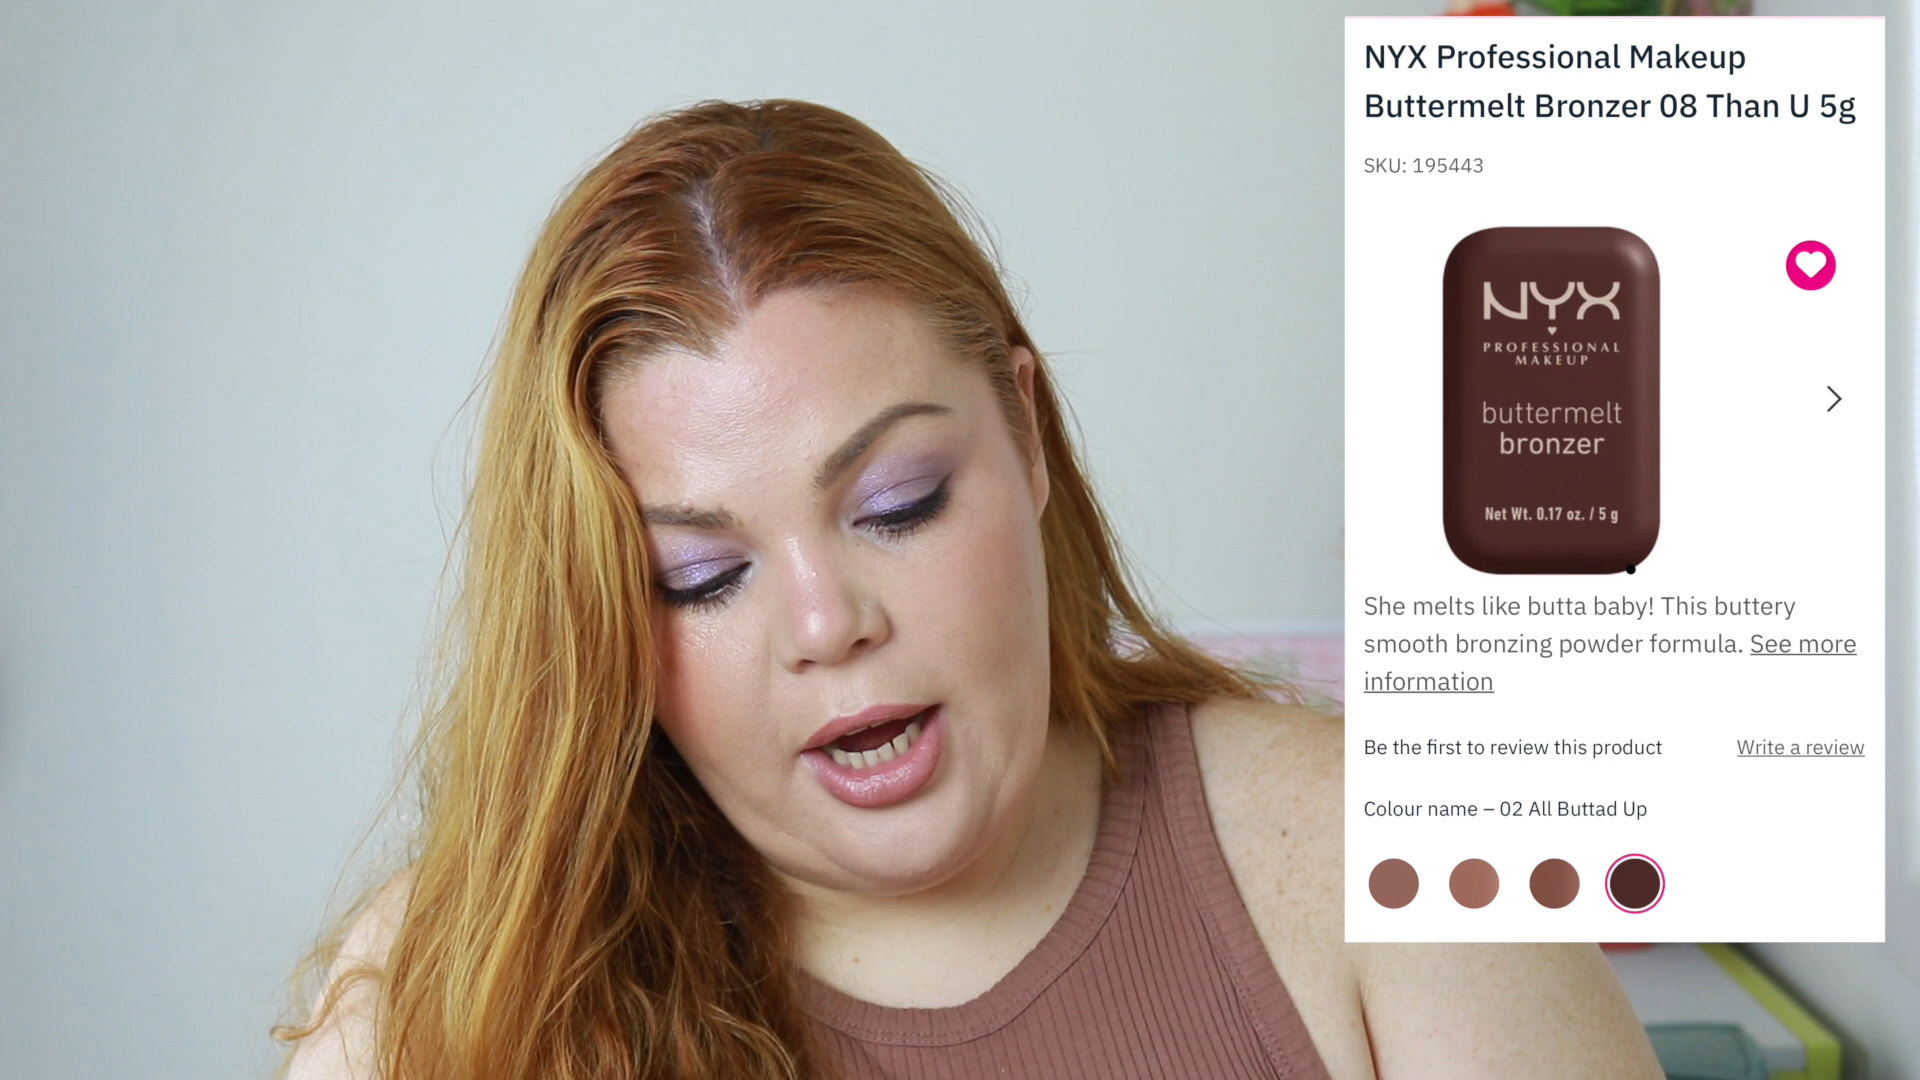 NYX Professional Makeup
Buttermelt Bronzer 08 Than U 5g
SKU: 195443
NYX
PROFESSIONAL
MAKEUP
buttermelt
bronzer
Net Wt. 0.17 oz. / 5 g
She melts like butta baby! This buttery
smooth bronzing powder formula. See more
information
Be the first to review this product
Write a review
Colour name – 02 All Buttad Up